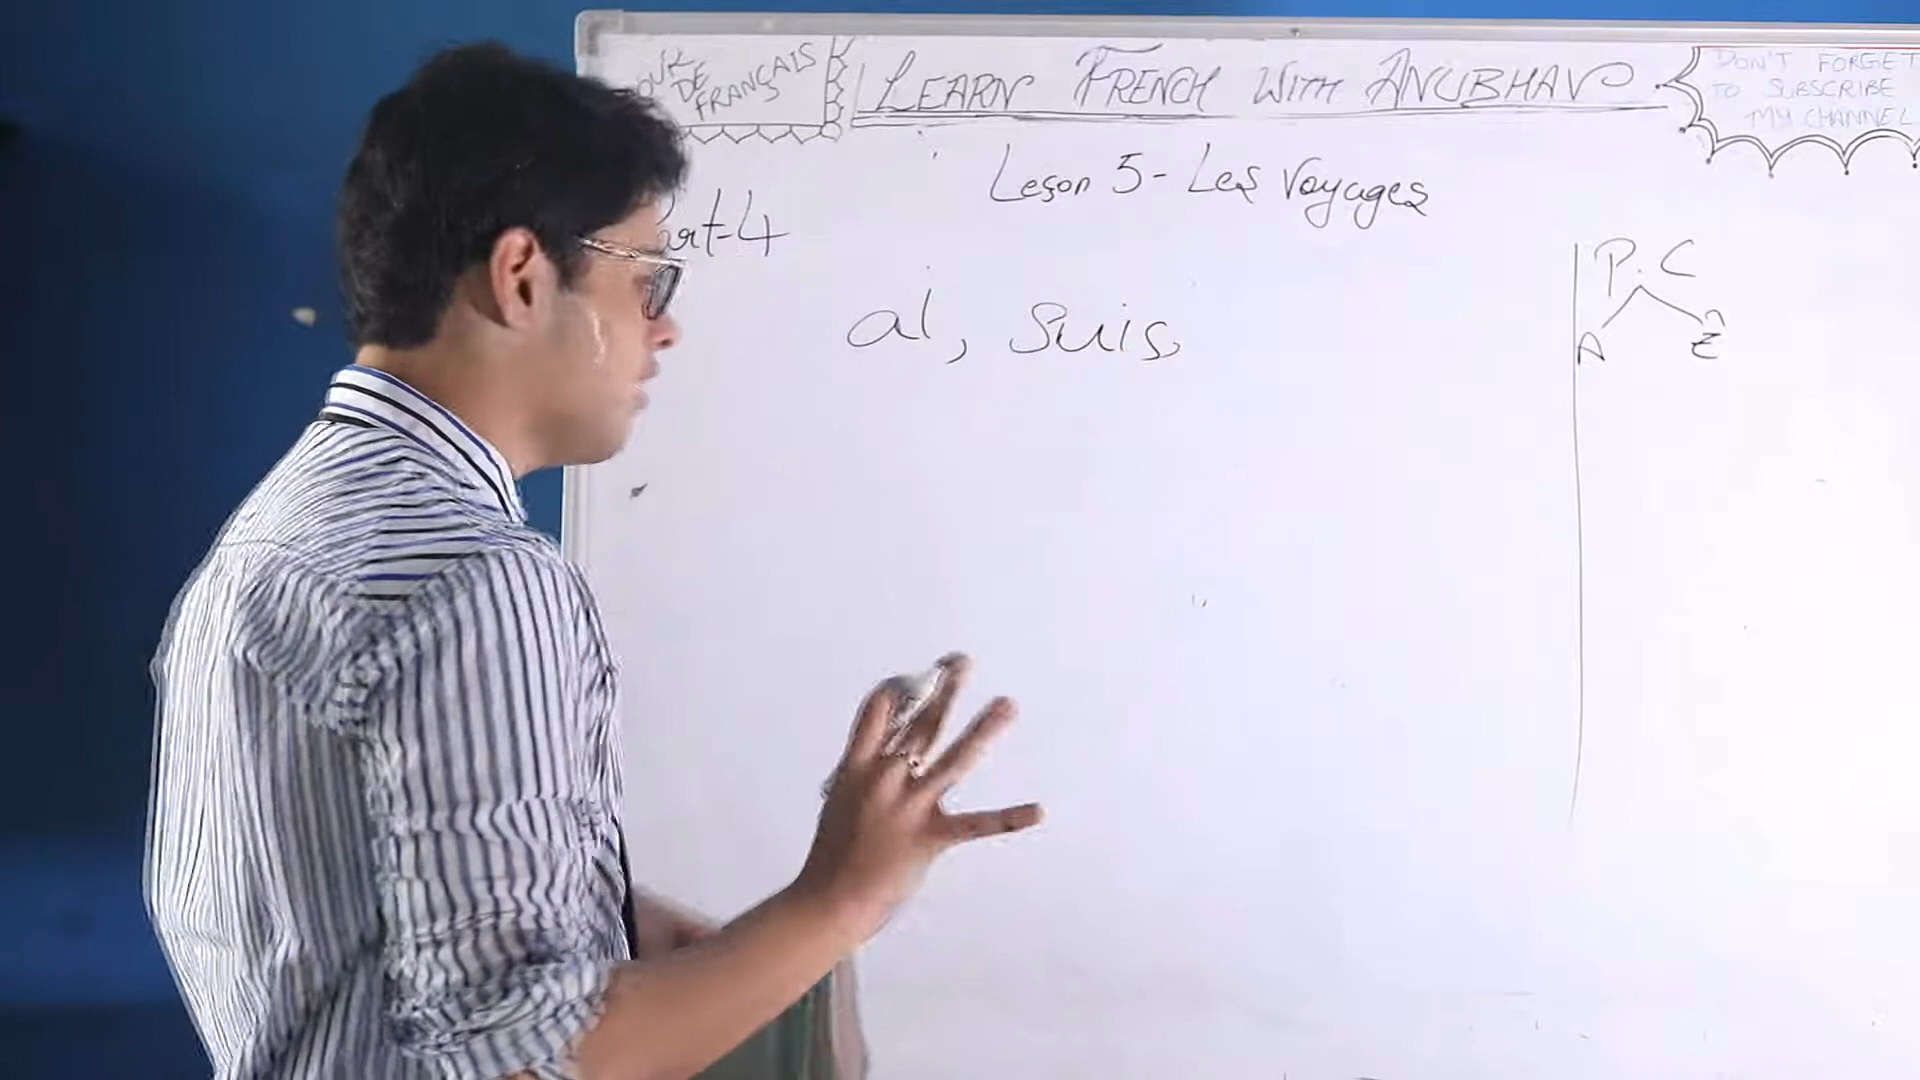 DE
FRANÇAIS
LEARN FRENCH WITH ANUBHAV
DON'T FORGET
TO SUBSCRIBE
MY CHANNEL
Leçon 5 - Les Voyages
art-4
ai, suis,
P.C
A Ê